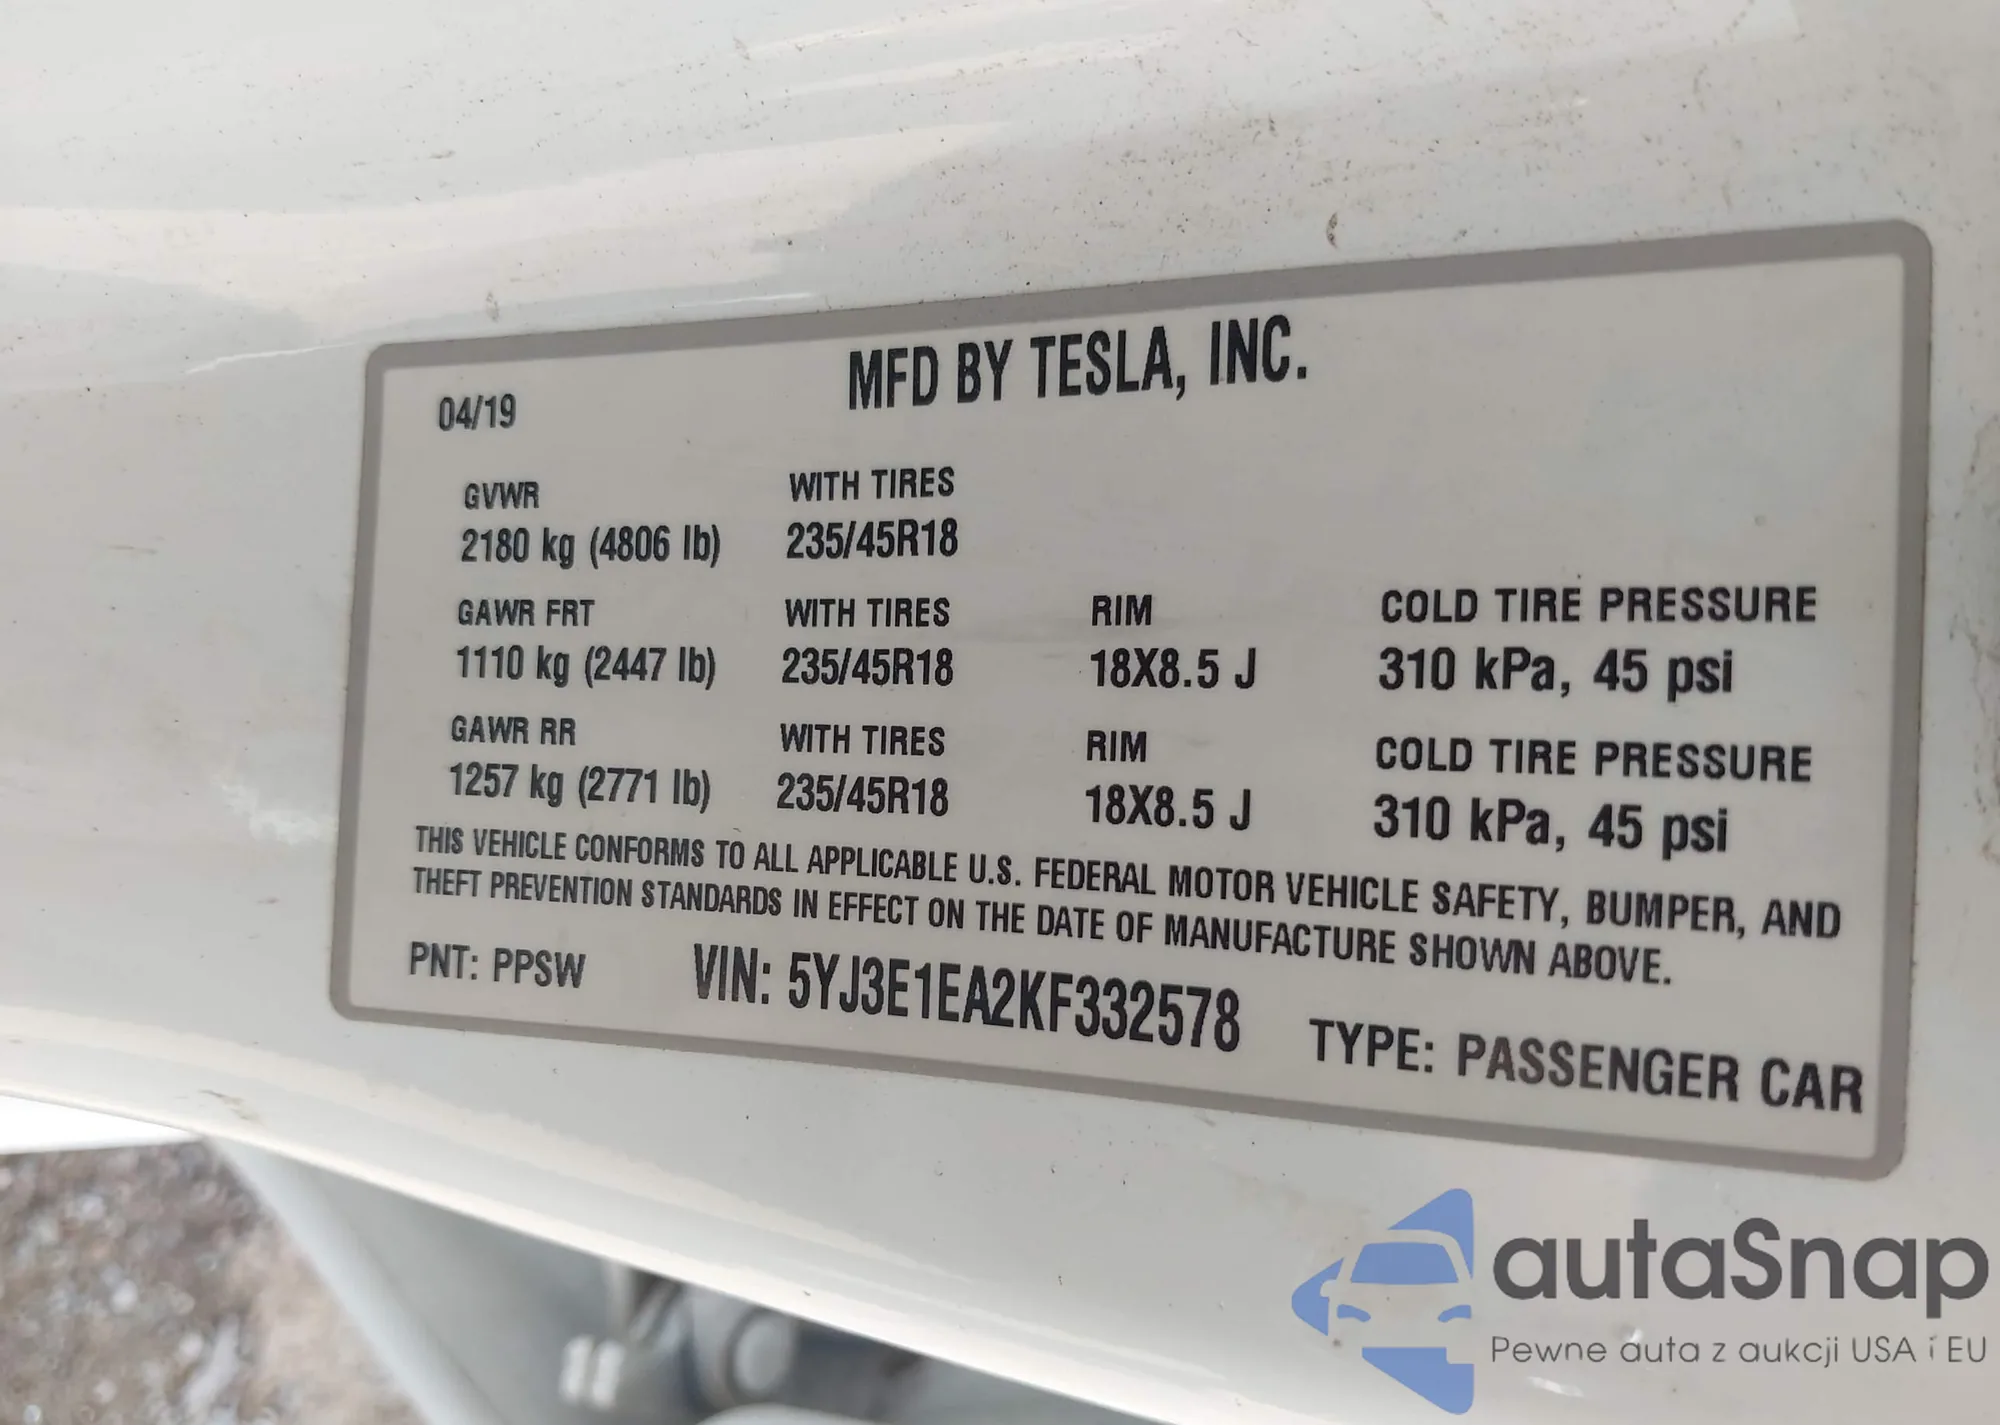 MFD BY TESLA, INC.
04/19
GVWR WITH TIRES
2180 kg (4806 lb) 235/45R18
GAWR FRT WITH TIRES RIM COLD TIRE PRESSURE
1110 kg (2447 lb) 235/45R18 18X8.5 J 310 kPa, 45 psi
GAWR RR WITH TIRES RIM COLD TIRE PRESSURE
1257 kg (2771 lb) 235/45R18 18X8.5 J 310 kPa, 45 psi
THIS VEHICLE CONFORMS TO ALL APPLICABLE U.S. FEDERAL MOTOR VEHICLE SAFETY, BUMPER, AND
THEFT PREVENTION STANDARDS IN EFFECT ON THE DATE OF MANUFACTURE SHOWN ABOVE.
PNT: PPSW VIN: 5YJ3E1EA2KF332578 TYPE: PASSENGER CAR
autaSnap
Pewne auta z aukcji USA i EU